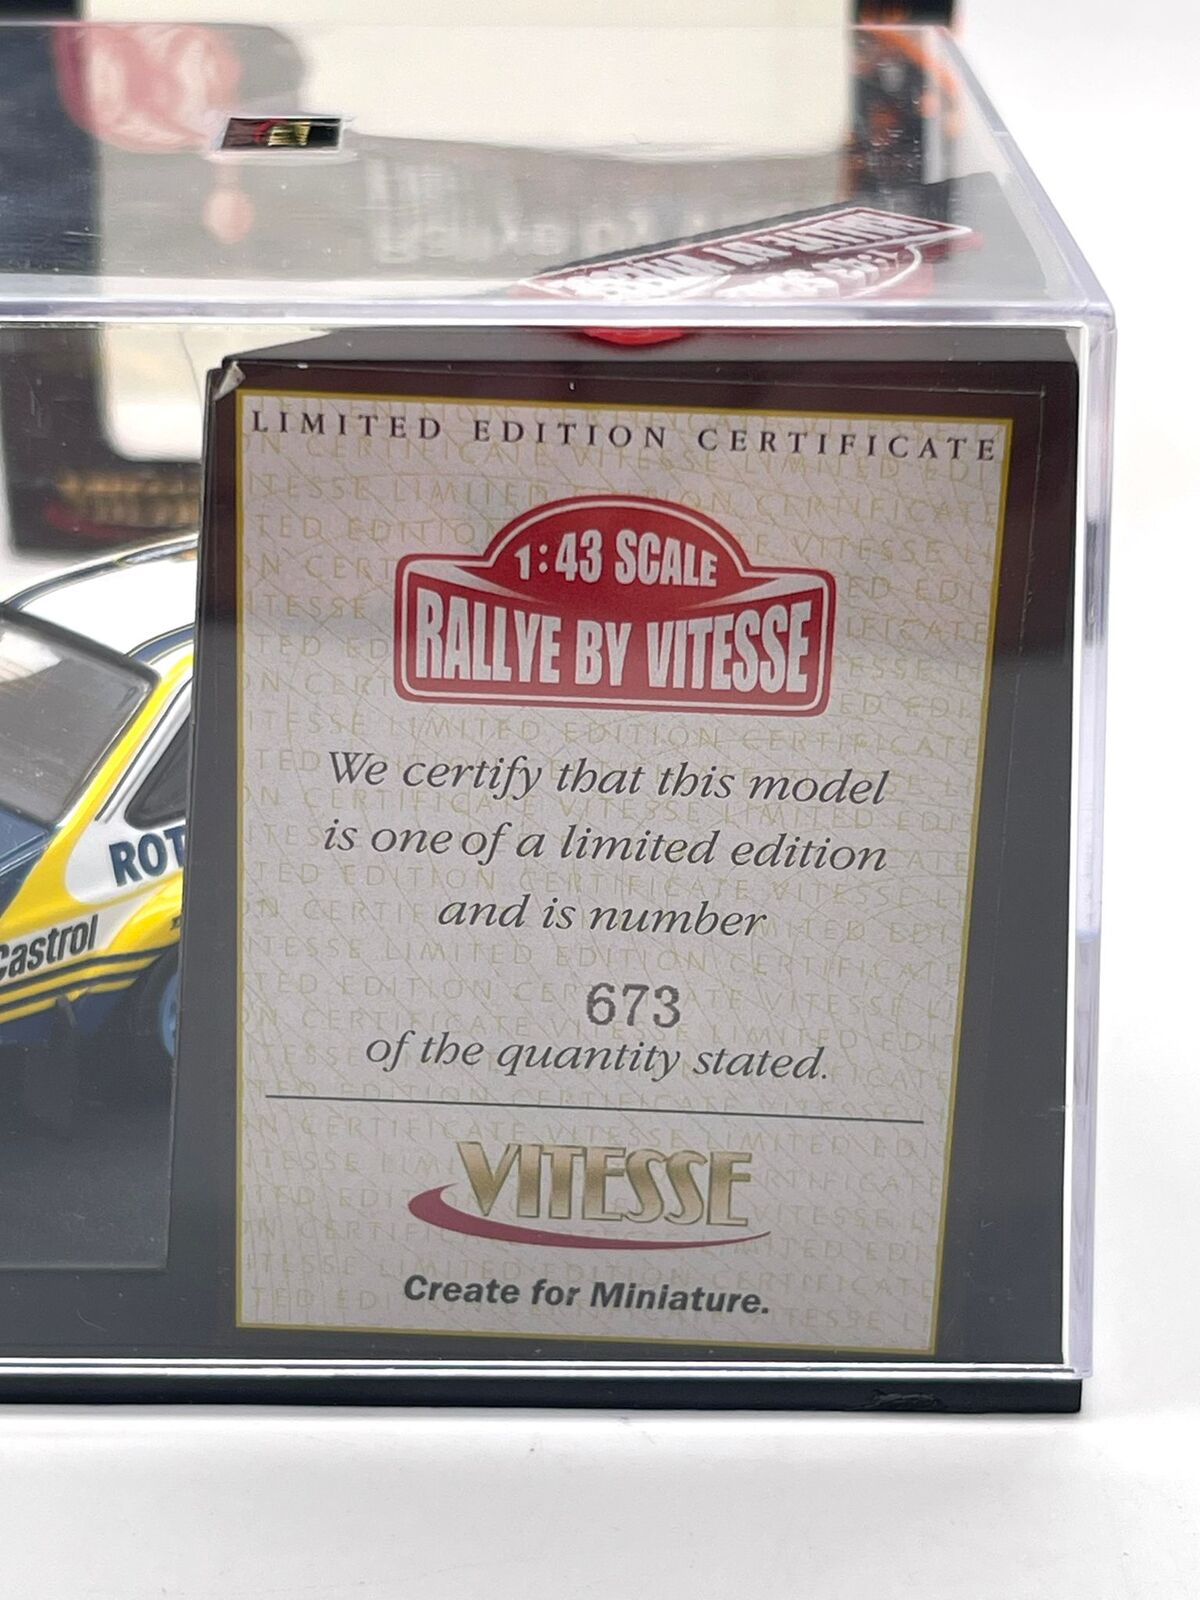 LIMITED EDITION CERTIFICATE
1:43 SCALE
RALLYE BY VITESSE
We certify that this model
is one of a limited edition
and is number
673
of the quantity stated.
VITESSE
Create for Miniature.
ROT
Castrol